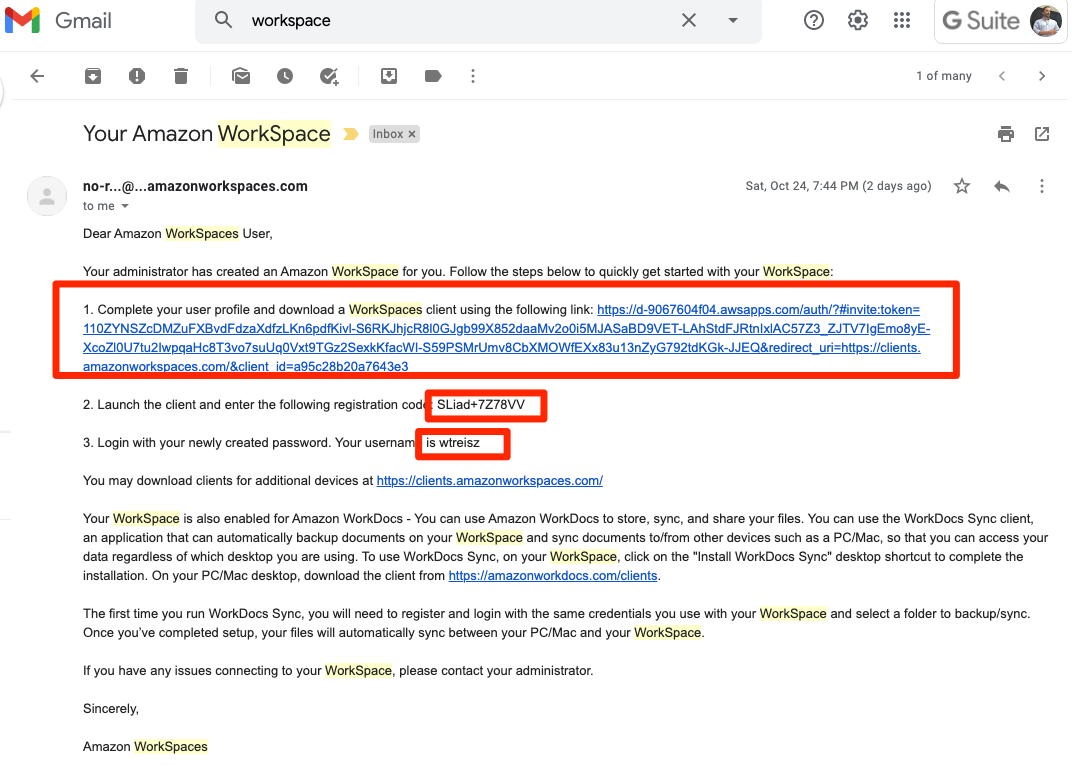 Gmail
workspace
G Suite
1 of many
Your Amazon WorkSpace
Inbox ×
no-r...@...amazonworkspaces.com
Sat, Oct 24, 7:44 PM (2 days ago)
to me
Dear Amazon WorkSpaces User,
Your administrator has created an Amazon WorkSpace for you. Follow the steps below to quickly get started with your WorkSpace:
1. Complete your user profile and download a WorkSpaces client using the following link: https://d-9067604f04.awsapps.com/auth/?#invite:token=
110ZYNSZcDMZuFXBvdFdzaXdfzLKn6pdfKivl-S6RKJhjcR8l0GJgb99X852daaMv2o0i5MJASaBD9VET-LAhStdFJRtnIxlAC57Z3_ZJTV7IgEmo8yE-
XcoZl0U7tu2IwpqaHc8T3vo7suUq0Vxt9TGz2SexkKfacWl-S59PSMrUmv8CbXMOWfEXx83u13nZyG792tdKGk-JJEQ&redirect_uri=https://clients.
amazonworkspaces.com/&client_id=a95c28b20a7643e3
2. Launch the client and enter the following registration code: SLiad+7Z78VV
3. Login with your newly created password. Your usernam is wtreisz
You may download clients for additional devices at https://clients.amazonworkspaces.com/
Your WorkSpace is also enabled for Amazon WorkDocs - You can use Amazon WorkDocs to store, sync, and share your files. You can use the WorkDocs Sync client,
an application that can automatically backup documents on your WorkSpace and sync documents to/from other devices such as a PC/Mac, so that you can access your
data regardless of which desktop you are using. To use WorkDocs Sync, on your WorkSpace, click on the "Install WorkDocs Sync" desktop shortcut to complete the
installation. On your PC/Mac desktop, download the client from https://amazonworkdocs.com/clients.
The first time you run WorkDocs Sync, you will need to register and login with the same credentials you use with your WorkSpace and select a folder to backup/sync.
Once you've completed setup, your files will automatically sync between your PC/Mac and your WorkSpace.
If you have any issues connecting to your WorkSpace, please contact your administrator.
Sincerely,
Amazon WorkSpaces